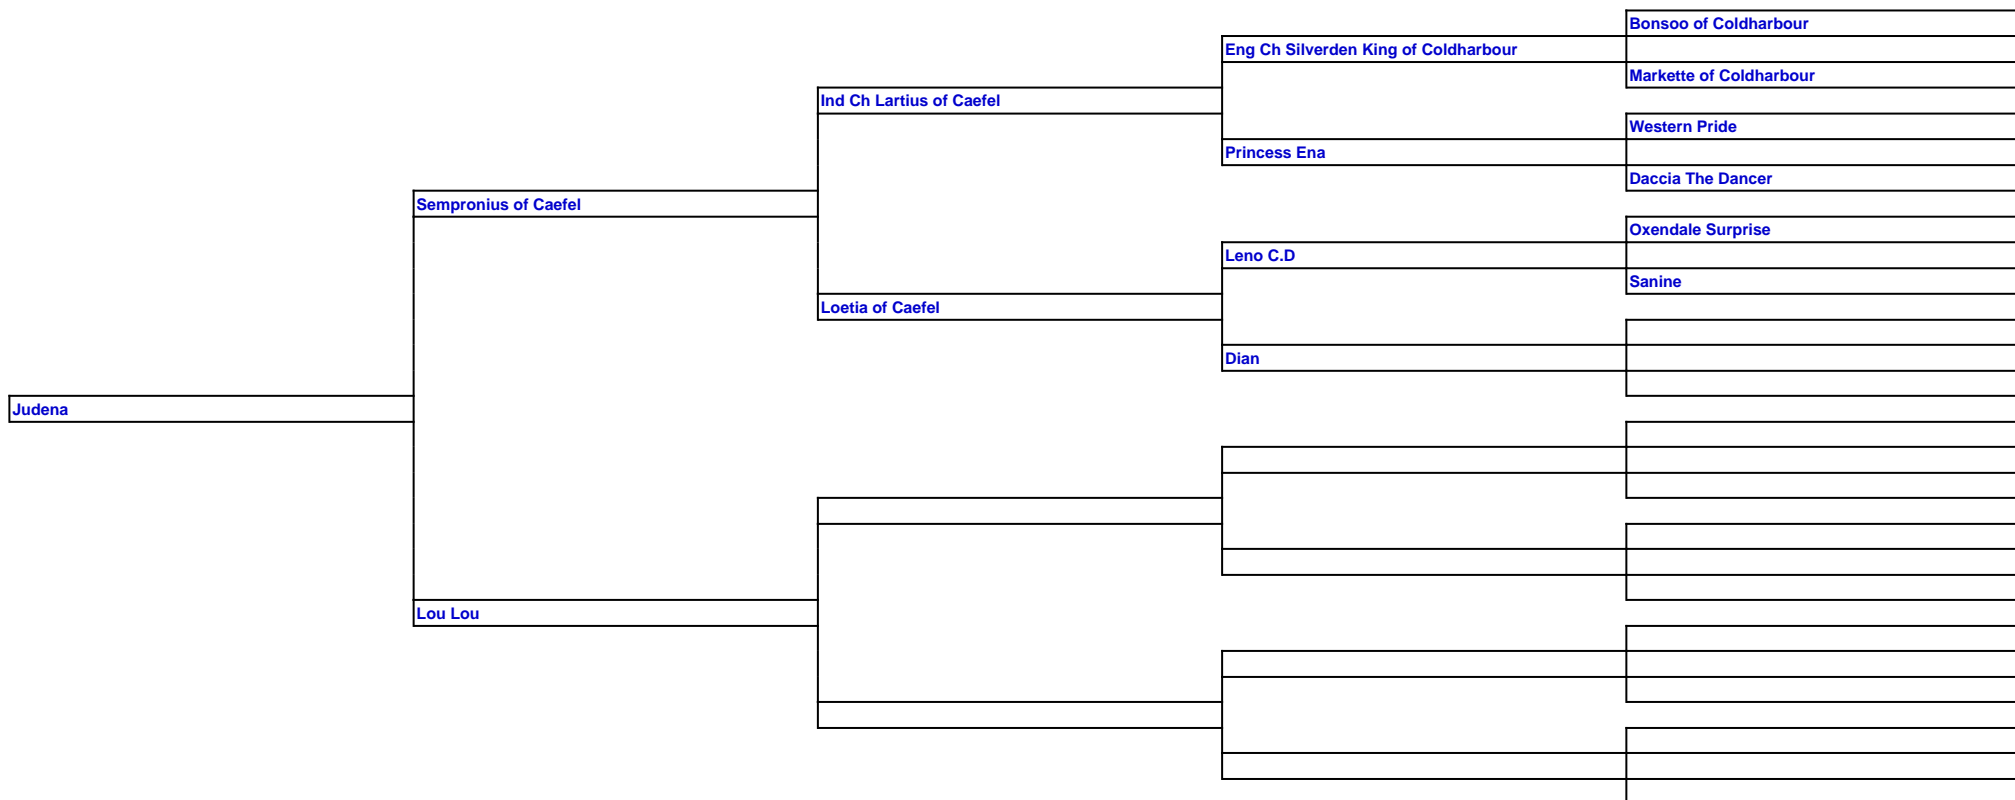 Bonsoo of Coldharbour
Eng Ch Silverden King of Coldharbour
Markette of Coldharbour
Ind Ch Lartius of Caefel
Western Pride
Princess Ena
Daccia The Dancer
Sempronius of Caefel
Oxendale Surprise
Leno C.D
Sanine
Loetia of Caefel
Dian
Judena
Lou Lou